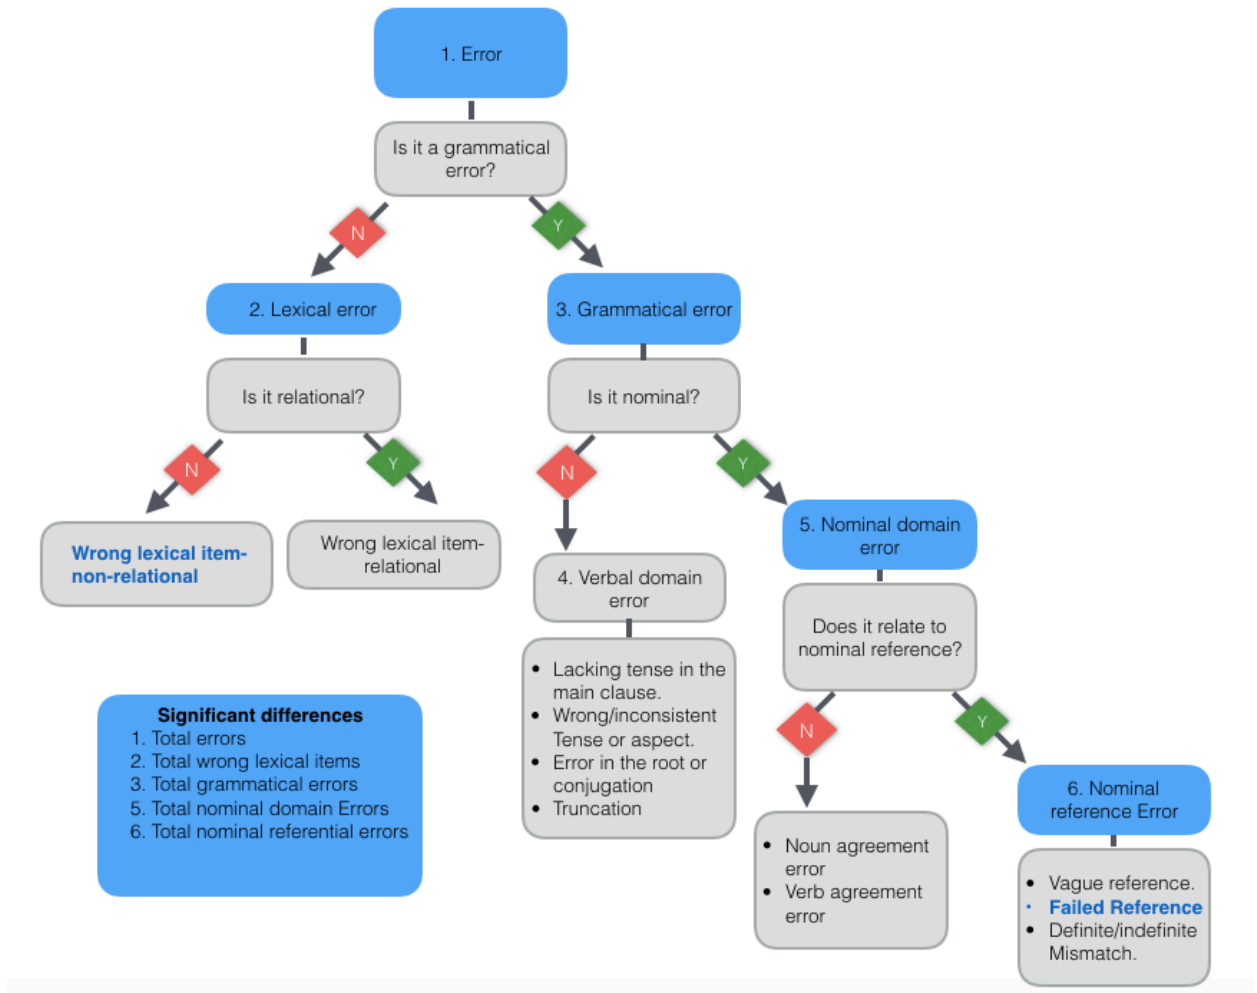 1. Error
Is it a grammatical
error?
N
Y
2. Lexical error
3. Grammatical error
Is it relational?
Is it nominal?
N
Y
N
Y
Wrong lexical item-
non-relational
Wrong lexical item-
relational
4. Verbal domain
error
5. Nominal domain
error
Does it relate to
nominal reference?
• Lacking tense in the
main clause.
• Wrong/inconsistent
Tense or aspect.
• Error in the root or
conjugation
• Truncation
N
Y
• Noun agreement
error
• Verb agreement
error
6. Nominal
reference Error
• Vague reference.
• Failed Reference
• Definite/indefinite
Mismatch.
Significant differences
1. Total errors
2. Total wrong lexical items
3. Total grammatical errors
5. Total nominal domain Errors
6. Total nominal referential errors